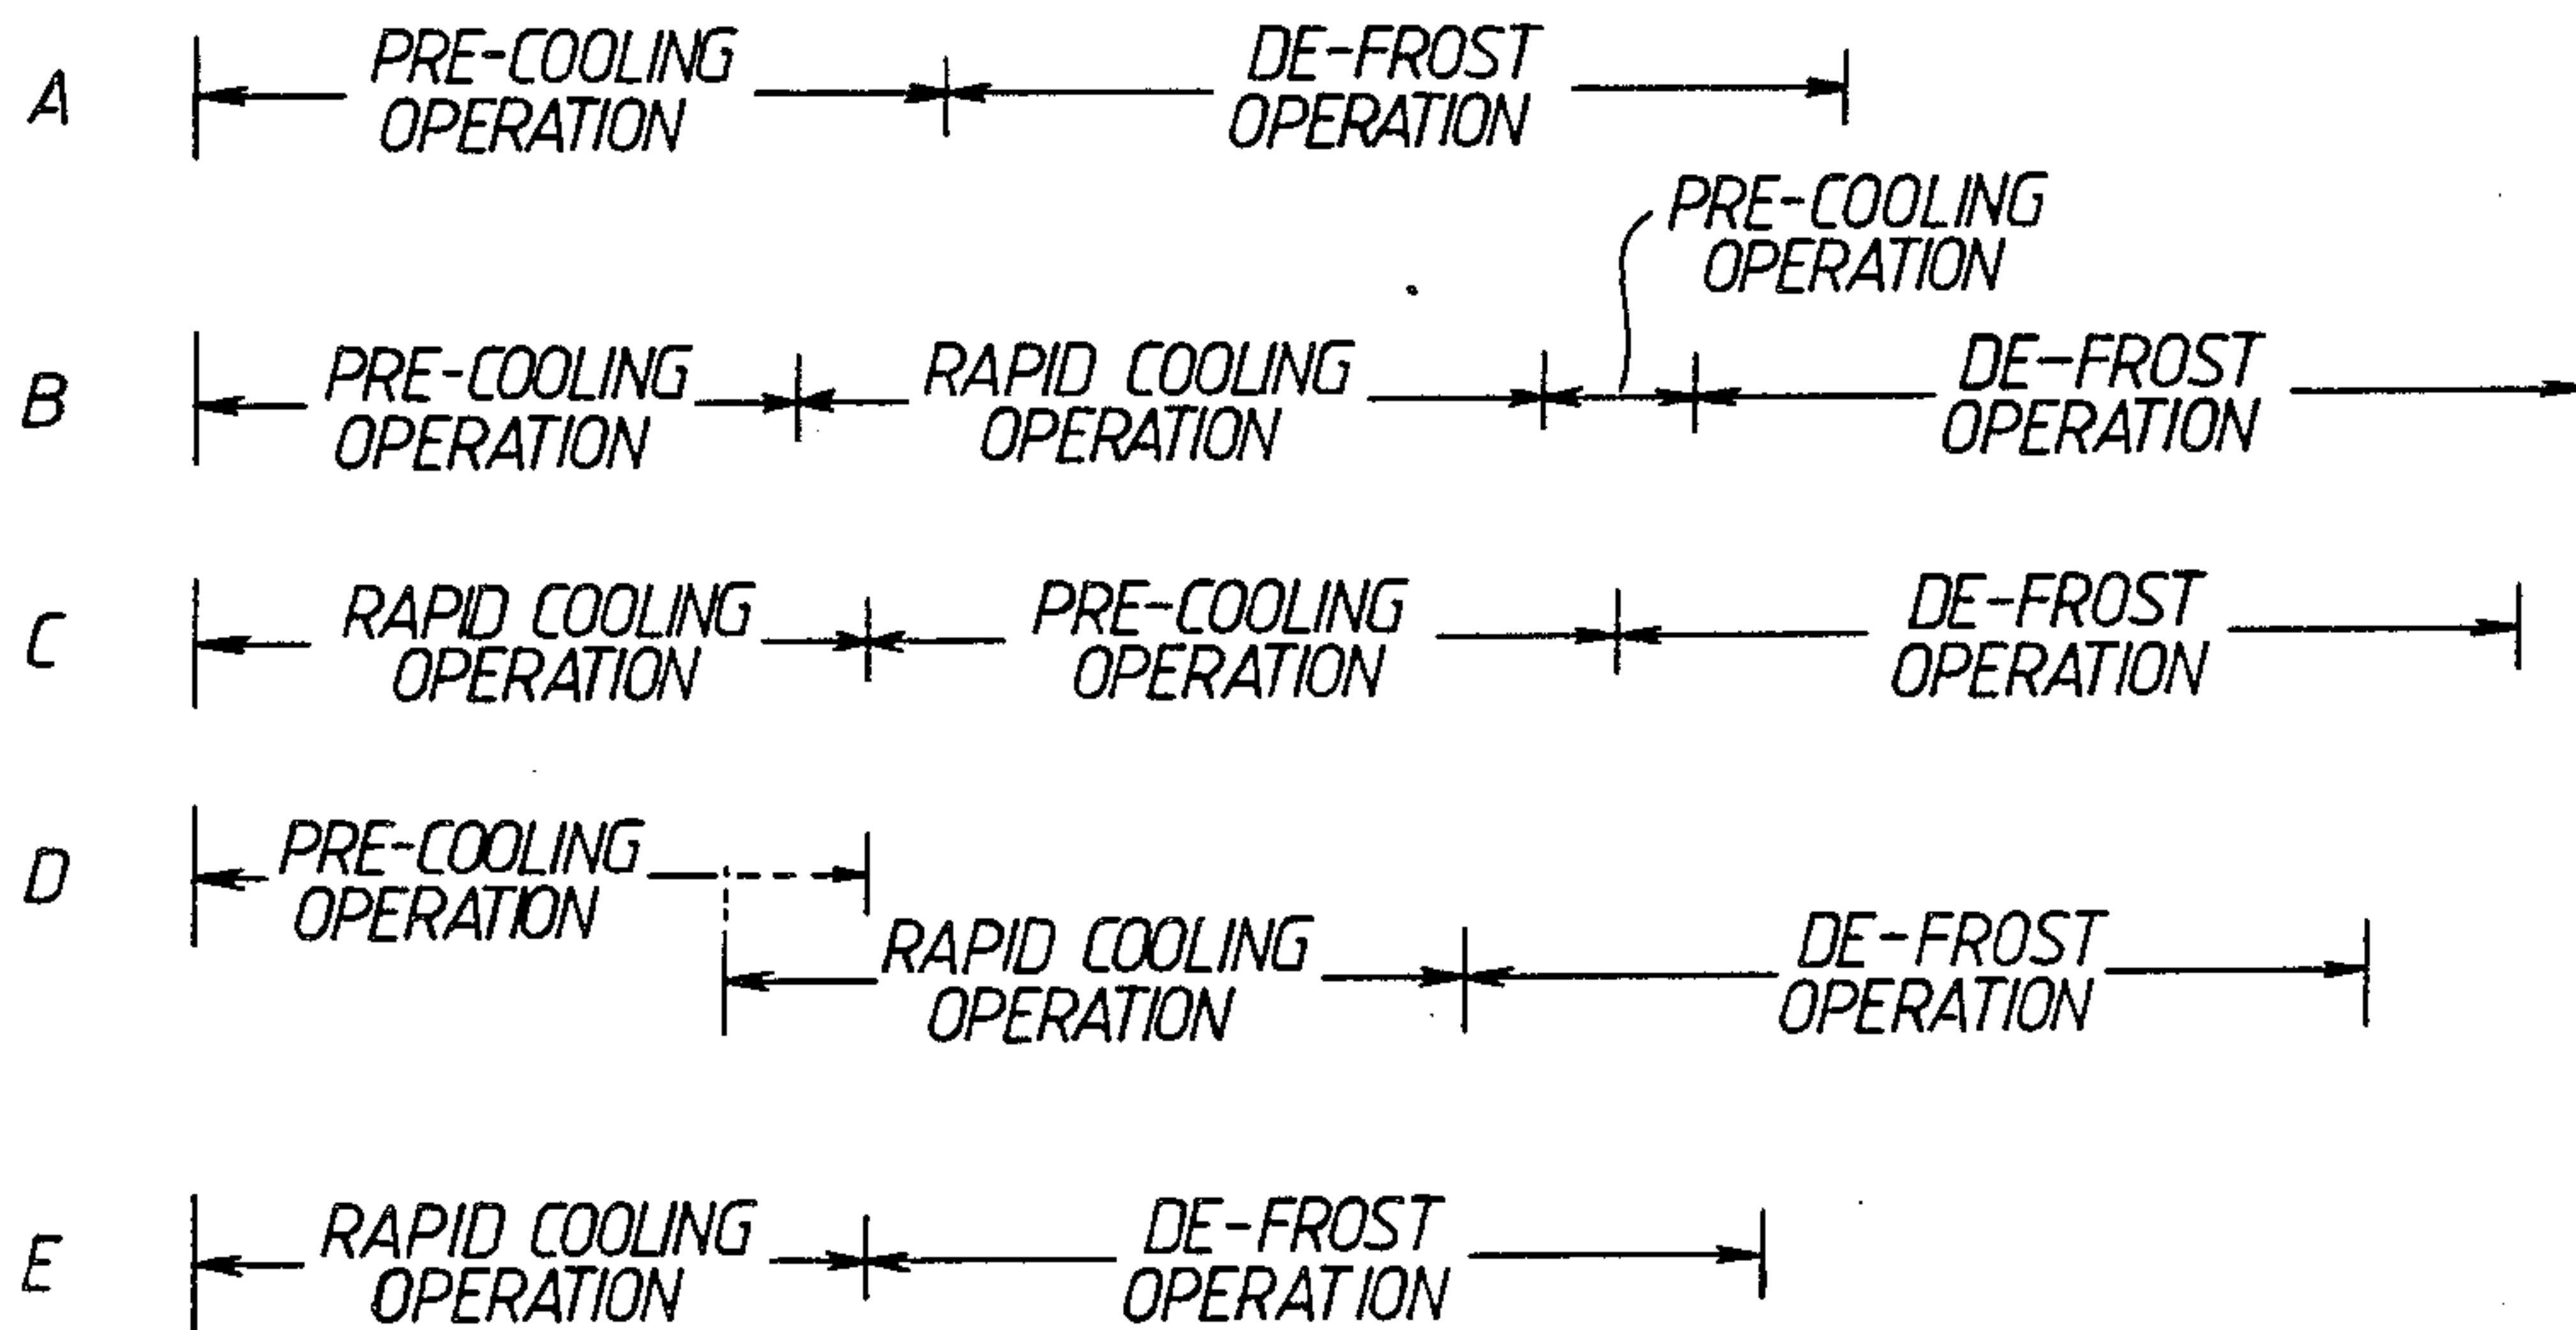 A
PRE-COOLING
OPERATION
DE-FROST
OPERATION
PRE-COOLING
OPERATION
B
PRE-COOLING
OPERATION
RAPID COOLING
OPERATION
DE-FROST
OPERATION
C
RAPID COOLING
OPERATION
PRE-COOLING
OPERATION
DE-FROST
OPERATION
D
PRE-COOLING
OPERATION
RAPID COOLING
OPERATION
DE-FROST
OPERATION
E
RAPID COOLING
OPERATION
DE-FROST
OPERATION